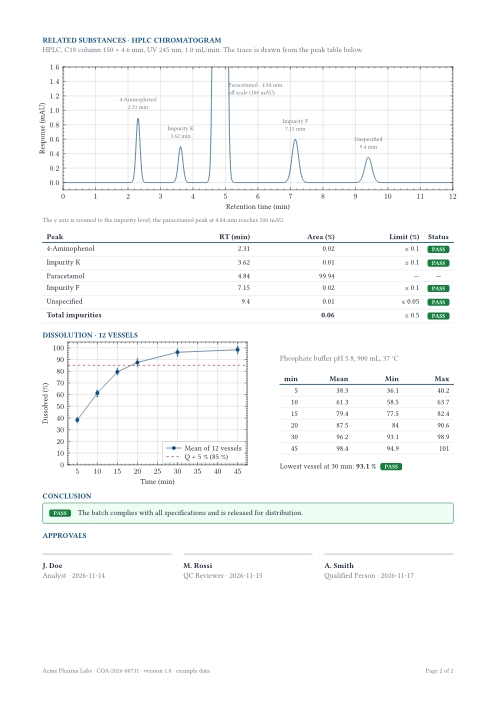 RELATED SUBSTANCES · HPLC CHROMATOGRAM
HPLC, C18 column 150 × 4.6 mm, UV 245 nm, 1.0 mL/min. The trace is drawn from the peak table below.
1.6
1.4
1.2
1.0
0.8
0.6
0.4
0.2
0.0
Response (mAU)
4-Aminophenol
2.31 min
Impurity K
3.62 min
Paracetamol · 4.84 min
off scale (100 mAU)
Impurity F
7.15 min
Unspecified
9.4 min
0 1 2 3 4 5 6 7 8 9 10 11 12
Retention time (min)
The y axis is zoomed to the impurity level; the paracetamol peak at 4.84 min reaches 100 mAU
Peak RT (min) Area (%) Limit (%) Status
4-Aminophenol 2.31 0.02 ≤ 0.1 PASS
Impurity K 3.62 0.01 ≤ 0.1 PASS
Paracetamol 4.84 99.94 — —
Impurity F 7.15 0.02 ≤ 0.1 PASS
Unspecified 9.4 0.01 ≤ 0.05 PASS
Total impurities 0.06 ≤ 0.5 PASS
DISSOLUTION · 12 VESSELS
100
90
80
70
60
50
40
30
20
10
0
Dissolved (%)
Mean of 12 vessels
Q + 5 % (85 %)
5 10 15 20 25 30 35 40 45
Time (min)
Phosphate buffer pH 5.8, 900 mL, 37 °C
min Mean Min Max
5 38.3 36.1 40.2
10 61.3 58.5 63.7
15 79.4 77.5 82.4
20 87.5 84 90.6
30 96.2 93.1 98.9
45 98.4 94.9 101
Lowest vessel at 30 min: 93.1 % PASS
CONCLUSION
PASS The batch complies with all specifications and is released for distribution.
APPROVALS
J. Doe
Analyst · 2026-11-14
M. Rossi
QC Reviewer · 2026-11-15
A. Smith
Qualified Person · 2026-11-17
Acme Pharma Labs · COA-2026-00731 · version 1.0 · example data
Page 2 of 2